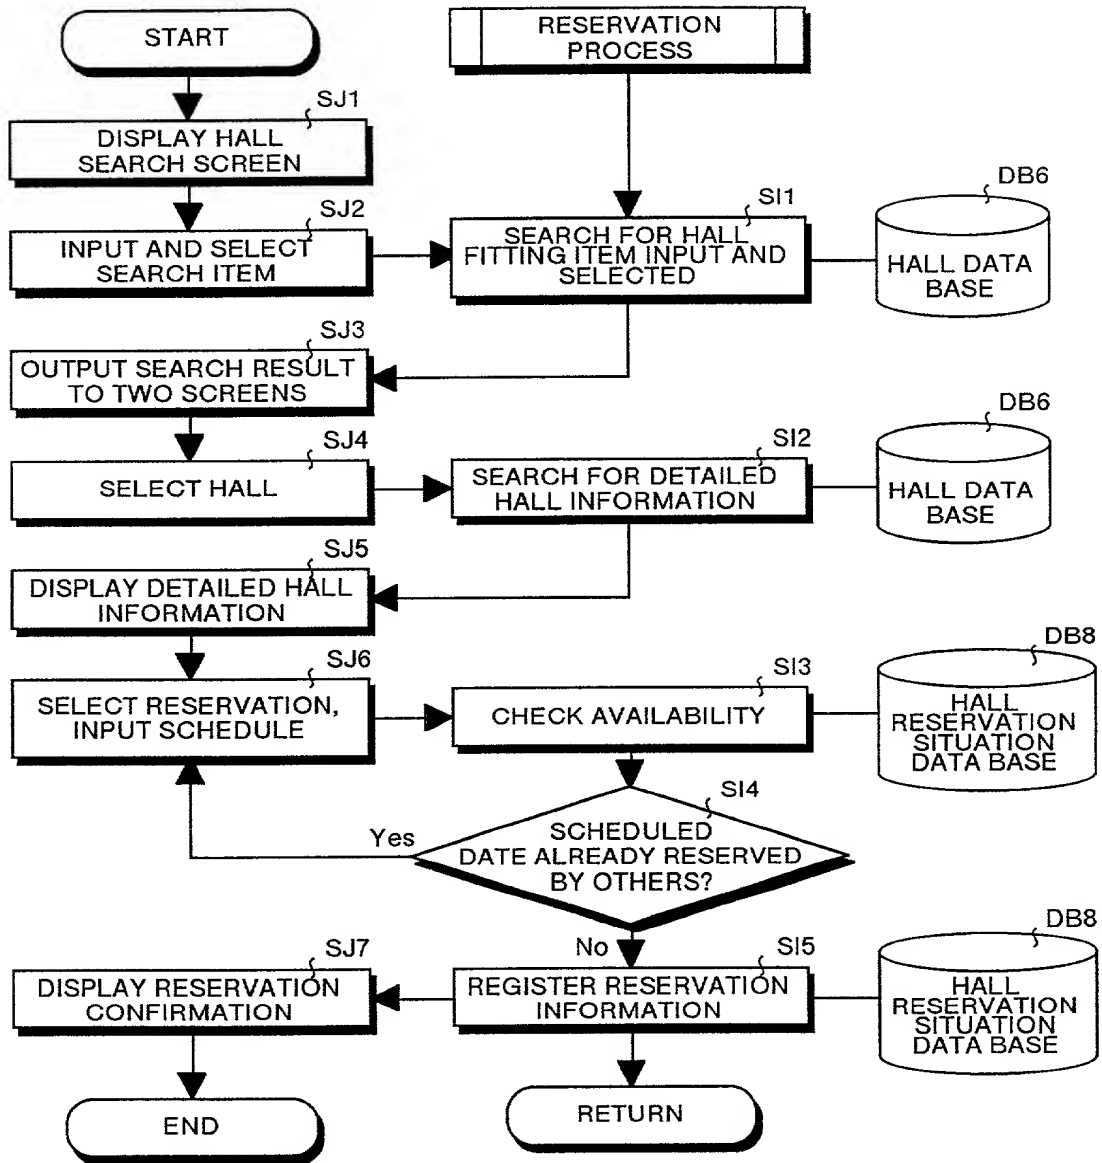 START
RESERVATION
PROCESS
SJ1
DISPLAY HALL
SEARCH SCREEN
SJ2
INPUT AND SELECT
SEARCH ITEM
SI1
SEARCH FOR HALL
FITTING ITEM INPUT AND
SELECTED
DB6
HALL DATA
BASE
SJ3
OUTPUT SEARCH RESULT
TO TWO SCREENS
SJ4
SELECT HALL
SI2
SEARCH FOR DETAILED
HALL INFORMATION
DB6
HALL DATA
BASE
SJ5
DISPLAY DETAILED HALL
INFORMATION
SJ6
SELECT RESERVATION,
INPUT SCHEDULE
SI3
CHECK AVAILABILITY
DB8
HALL
RESERVATION
SITUATION
DATA BASE
SI4
Yes
SCHEDULED
DATE ALREADY RESERVED
BY OTHERS?
No
SJ7
DISPLAY RESERVATION
CONFIRMATION
SI5
REGISTER RESERVATION
INFORMATION
DB8
HALL
RESERVATION
SITUATION
DATA BASE
END
RETURN